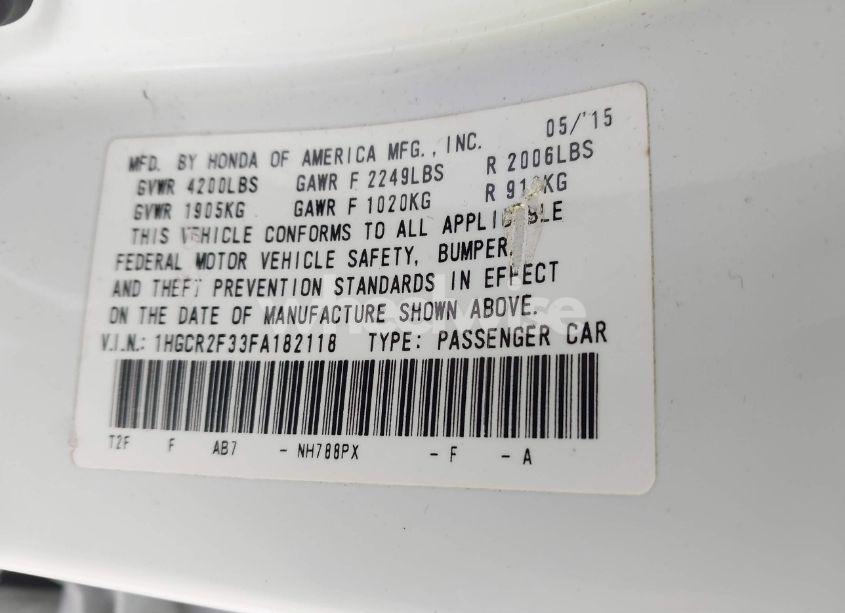 MFD. BY HONDA OF AMERICA MFG., INC. 05/'15
GVWR 4200LBS GAWR F 2249LBS R 2006LBS
GVWR 1905KG GAWR F 1020KG R
THIS VEHICLE CONFORMS TO ALL APPLICABLE
FEDERAL MOTOR VEHICLE SAFETY, BUMPER,
AND THEFT PREVENTION STANDARDS IN EFFECT
ON THE DATE OF MANUFACTURE SHOWN ABOVE.
wheelwise
V.I.N.: 1HGCR2F33FA182118 TYPE: PASSENGER CAR
T2F F AB7 - NH788PX - F - A